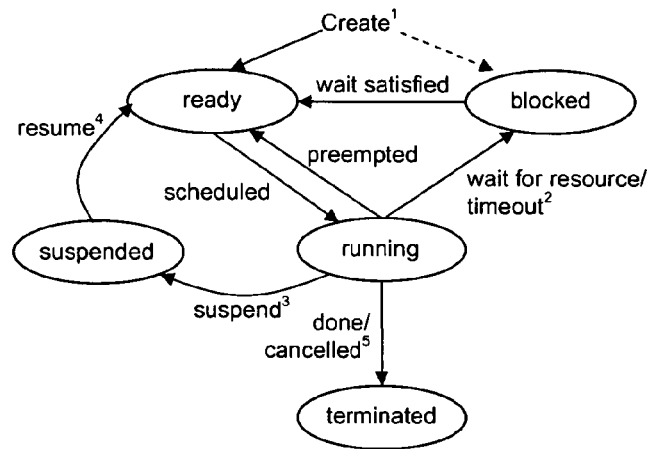 Create¹
ready
wait satisfied
blocked
resume⁴
preempted
scheduled
wait for resource/
timeout²
suspended
running
suspend³
done/
cancelled⁵
terminated